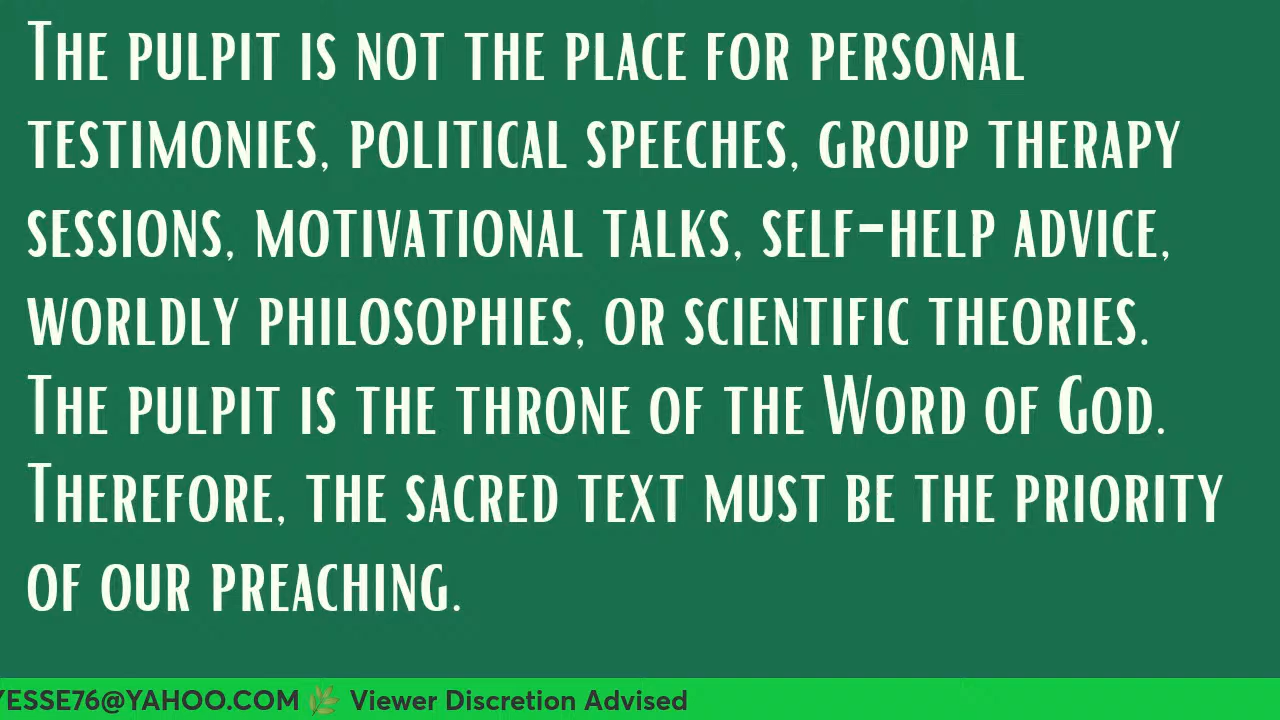 The pulpit is not the place for personal
testimonies, political speeches, group therapy
sessions, motivational talks, self-help advice,
worldly philosophies, or scientific theories.
The pulpit is the throne of the Word of God.
Therefore, the sacred text must be the priority
of our preaching.
YESSE76@YAHOO.COM 🌿 Viewer Discretion Advised